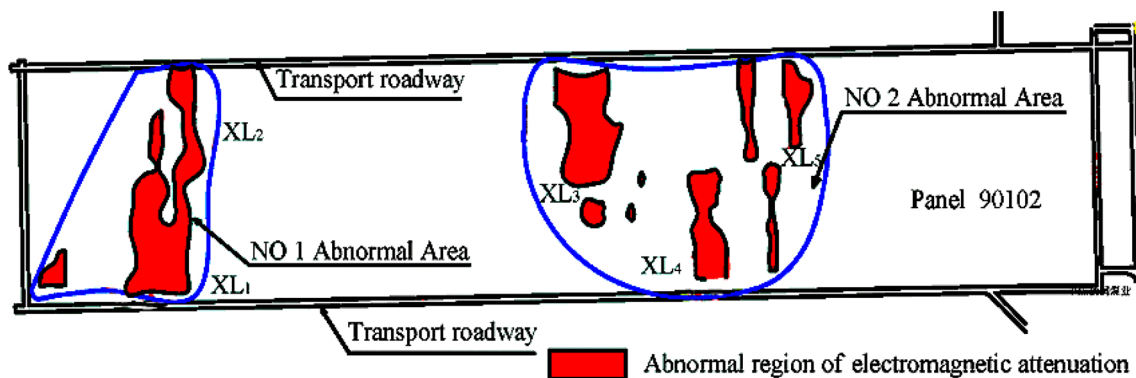 Transport roadway
XL2
NO 2 Abnormal Area
XL5
XL3
Panel 90102
NO 1 Abnormal Area
XL4
XL1
Transport roadway
Abnormal region of electromagnetic attenuation